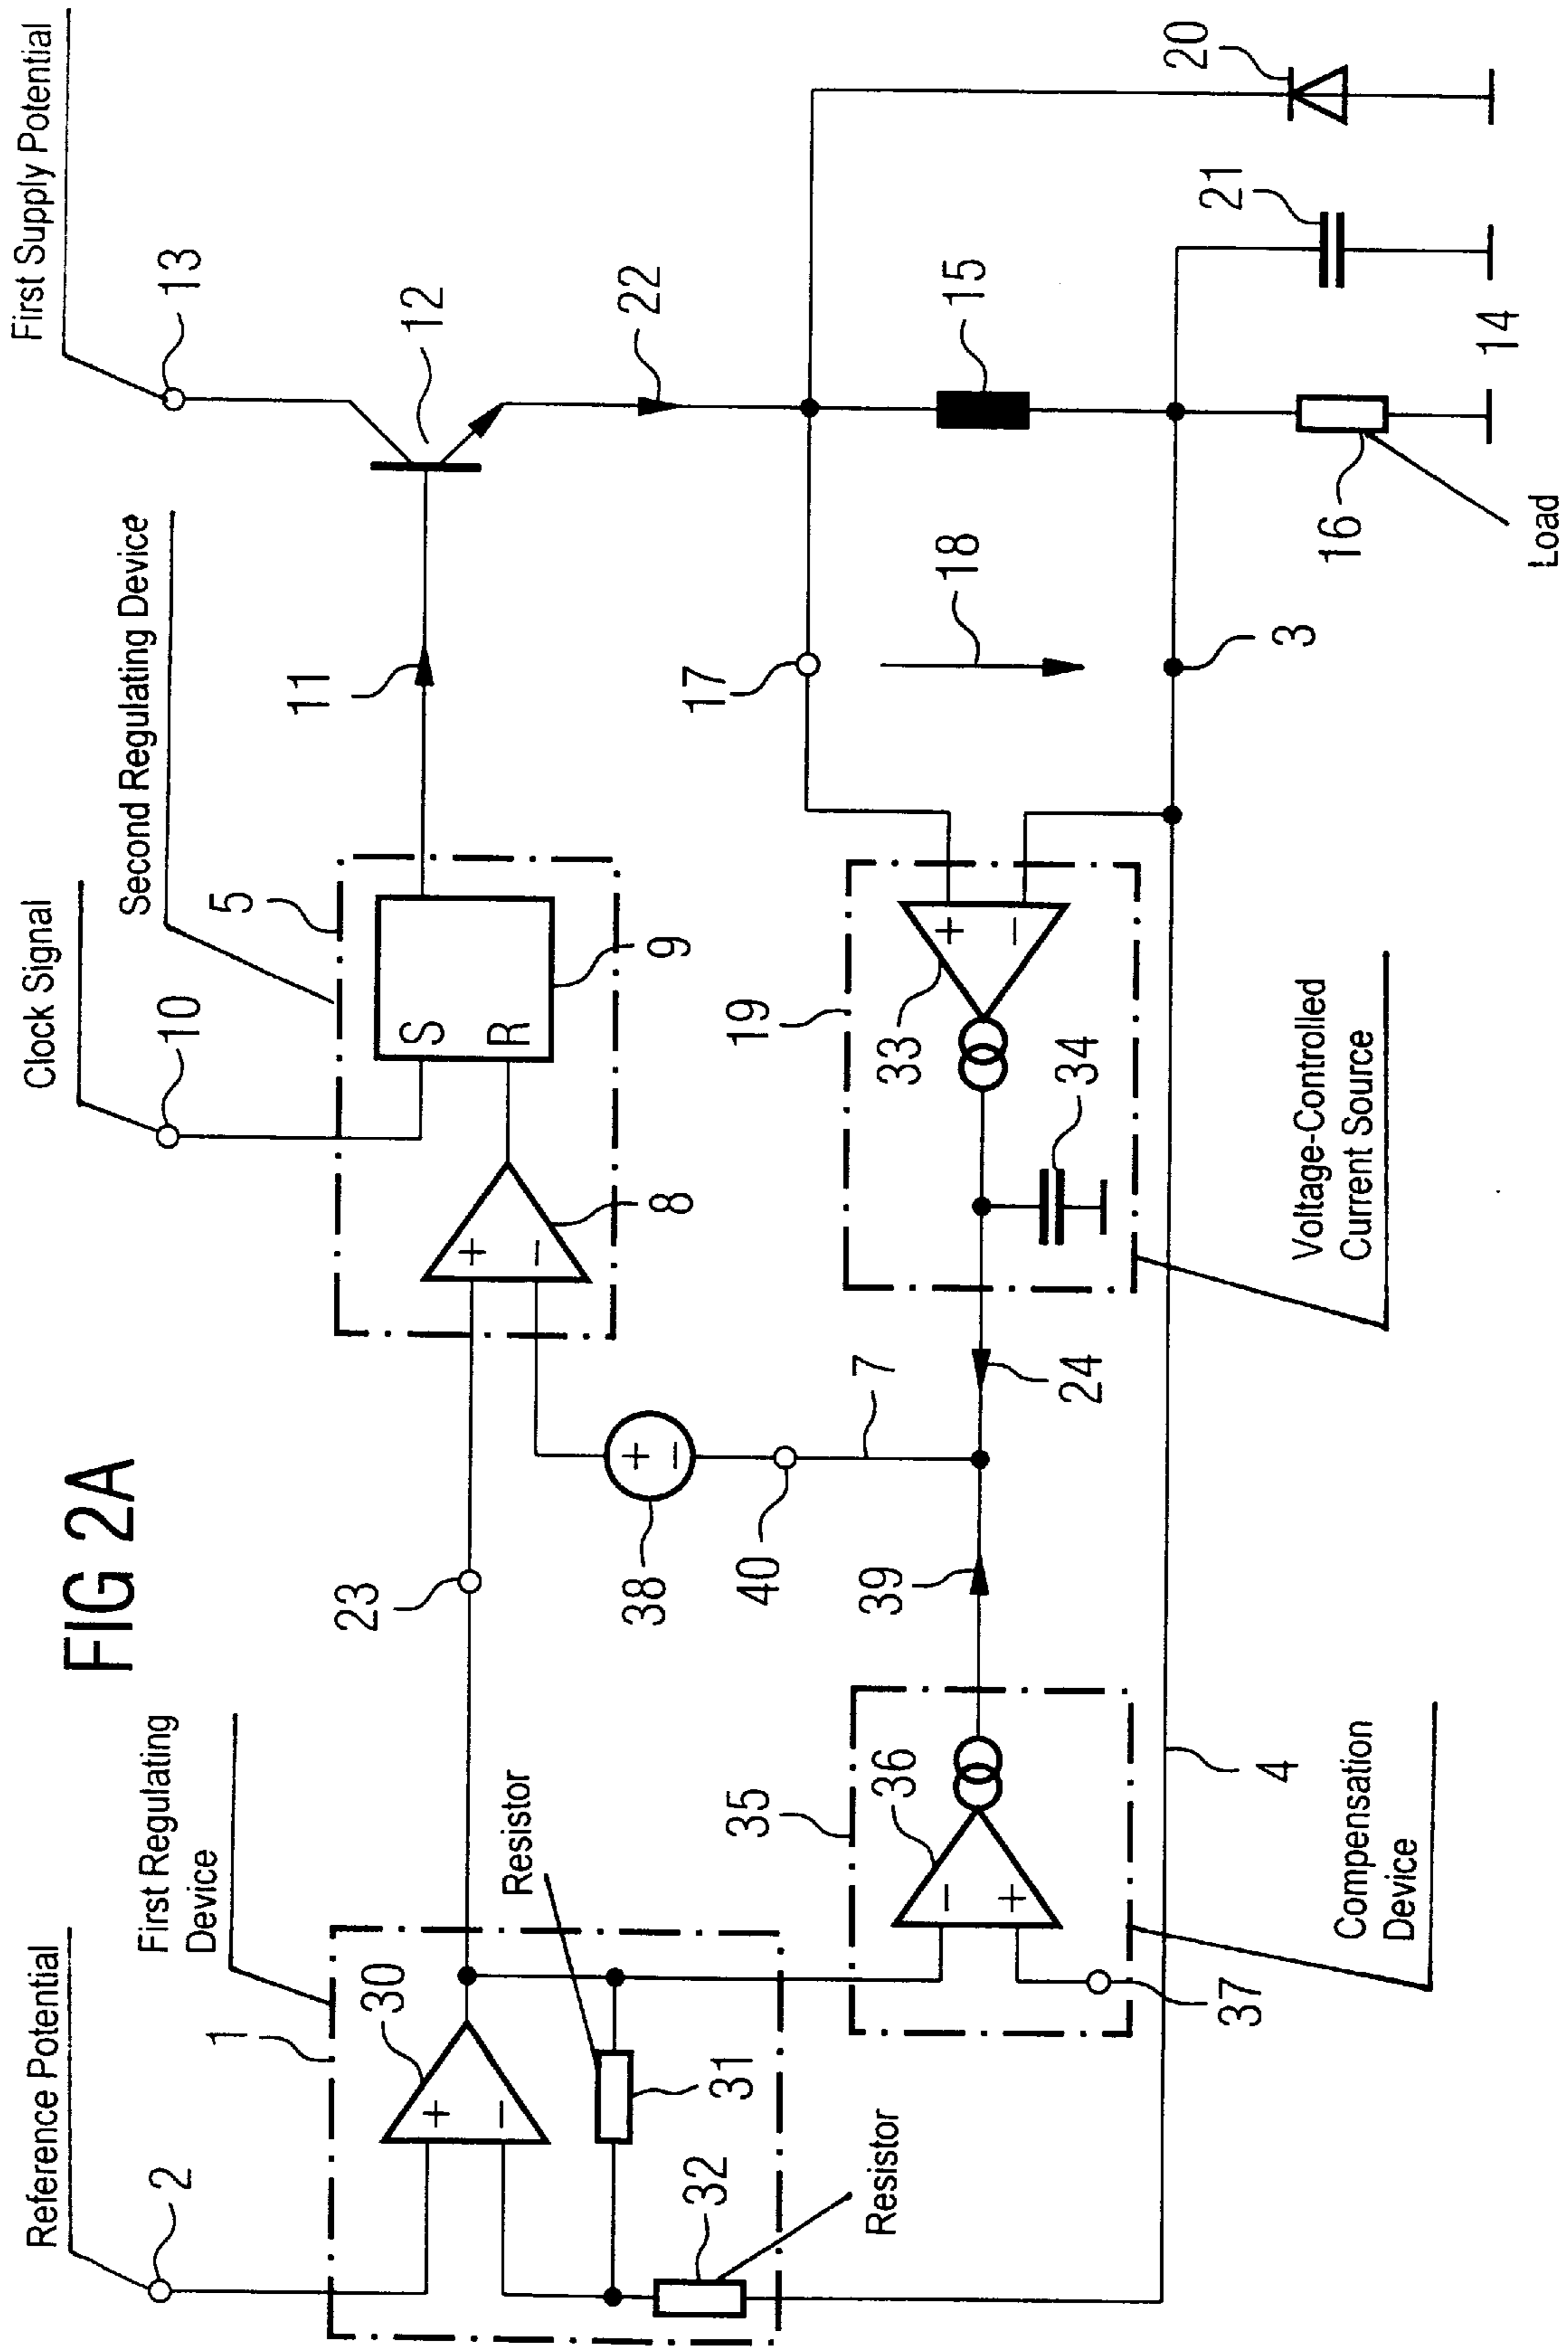 FIG 2A
Reference Potential
2
First Regulating
Device
1
30
+
−
31
32
Resistor
Resistor
23
Clock Signal
10
Second Regulating Device
5
S
R
9
+
−
8
11
First Supply Potential
13
12
22
38
+
−
40
7
39
24
35
36
−
+
37
Compensation
Device
4
19
33
+
−
34
Voltage-Controlled
Current Source
17
18
3
15
16
Load
14
21
20